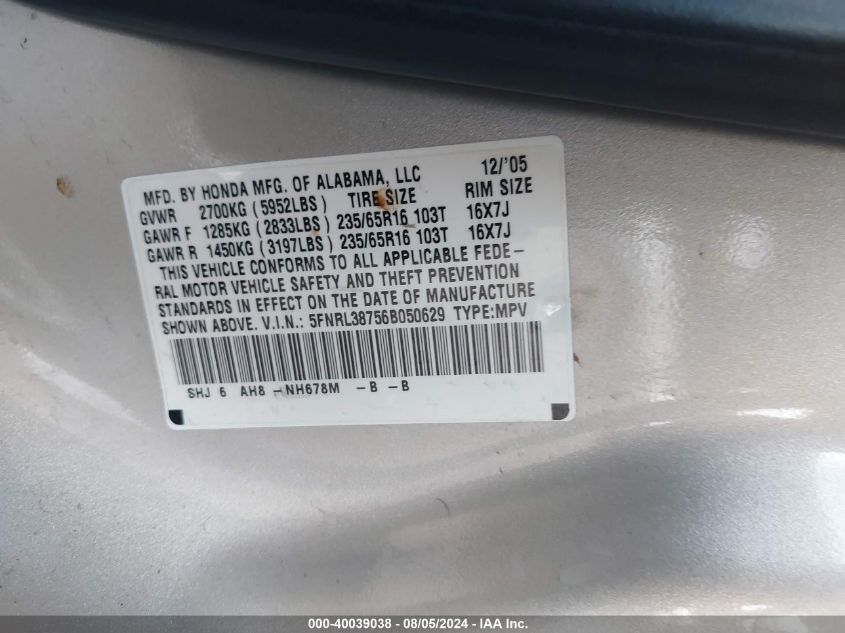 MFD. BY HONDA MFG. OF ALABAMA, LLC 12/'05
GVWR 2700KG (5952LBS) TIRE SIZE RIM SIZE
GAWR F 1285KG (2833LBS) 235/65R16 103T 16X7J
GAWR R 1450KG (3197LBS) 235/65R16 103T 16X7J
THIS VEHICLE CONFORMS TO ALL APPLICABLE FEDE-
RAL MOTOR VEHICLE SAFETY AND THEFT PREVENTION
STANDARDS IN EFFECT ON THE DATE OF MANUFACTURE
SHOWN ABOVE. V.I.N.: 5FNRL38756B050629 TYPE:MPV
SHJ 6 AH8 -NH678M -B -B
000-40039038 - 08/05/2024 - IAA Inc.